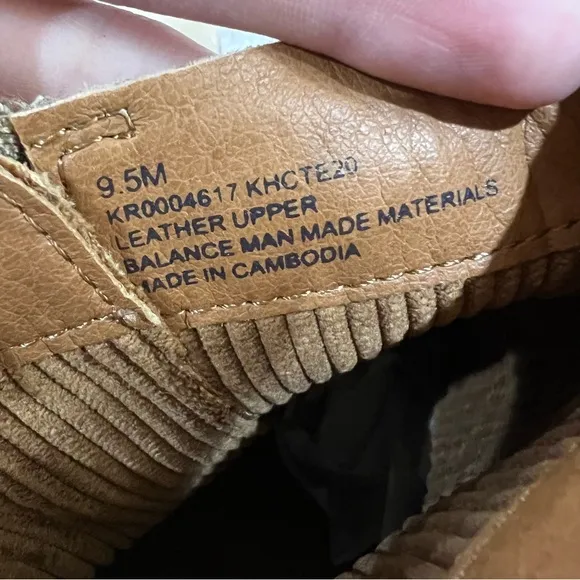 9.5M
KR0004617 KHCTE20
LEATHER UPPER
BALANCE MAN MADE MATERIALS
MADE IN CAMBODIA